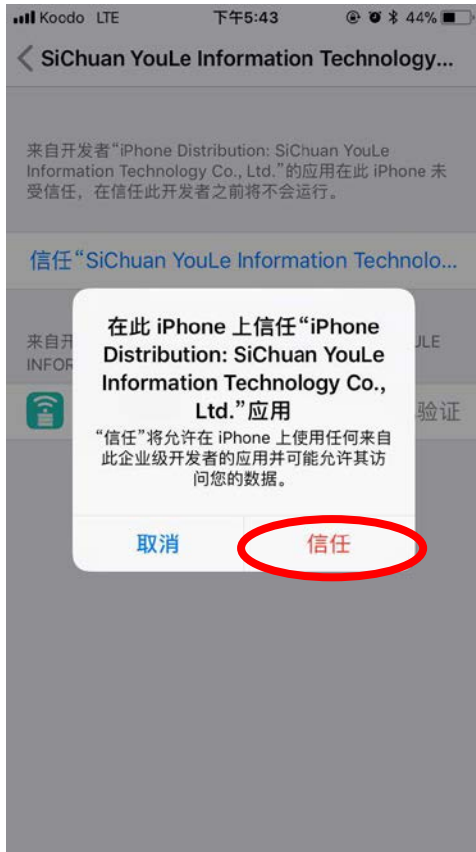 Koodo LTE 下午5:43 44%
SiChuan YouLe Information Technology...
来自开发者“iPhone Distribution: SiChuan YouLe
Information Technology Co., Ltd.”的应用在此 iPhone 未
受信任，在信任此开发者之前将不会运行。
信任“SiChuan YouLe Information Technolo...
在此 iPhone 上信任“iPhone
Distribution: SiChuan YouLe
Information Technology Co.,
Ltd.”应用
“信任”将允许在 iPhone 上使用任何来自
此企业级开发者的应用并可能允许其访
问您的数据。
来自开
INFOR
验证
取消 信任